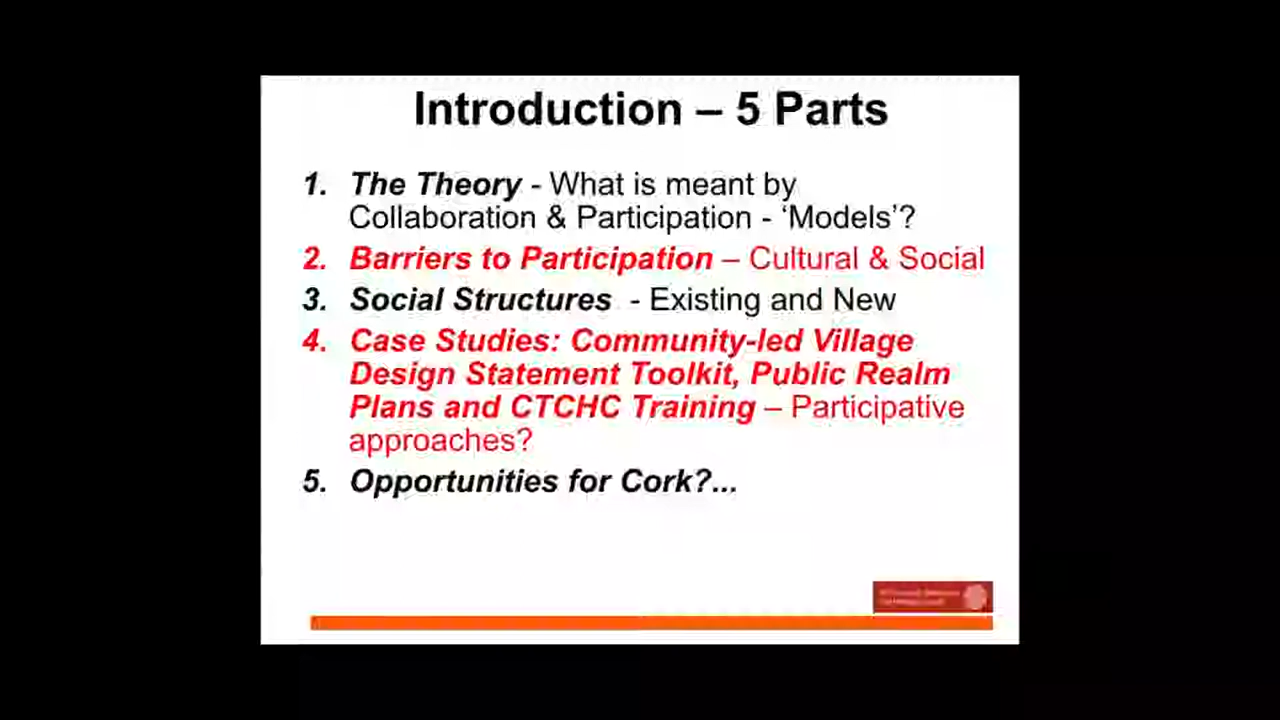 Introduction – 5 Parts
1. The Theory - What is meant by
Collaboration & Participation - ‘Models’?
2. Barriers to Participation – Cultural & Social
3. Social Structures - Existing and New
4. Case Studies: Community-led Village
Design Statement Toolkit, Public Realm
Plans and CTCHC Training – Participative
approaches?
5. Opportunities for Cork?...